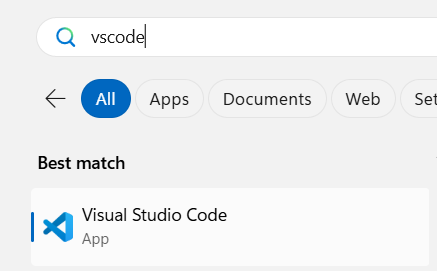 vscode
All Apps Documents Web Set
Best match
Visual Studio Code
App